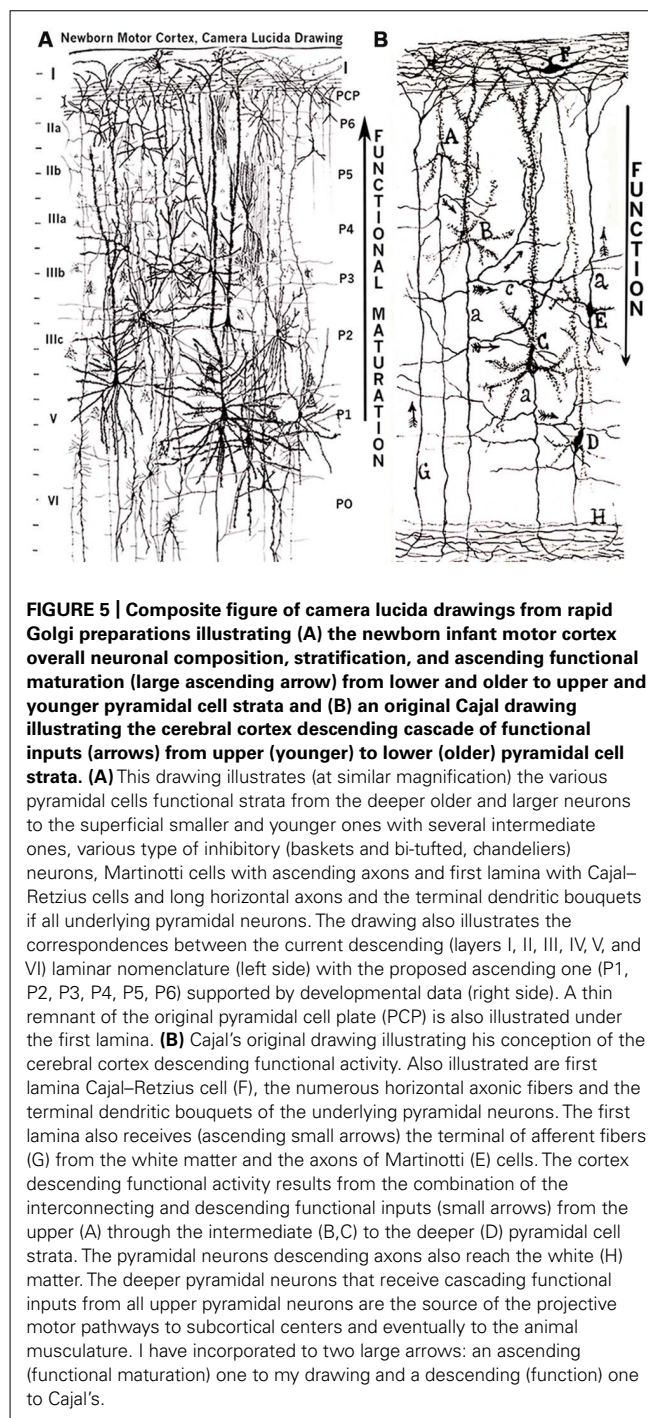 A Newborn Motor Cortex, Camera Lucida Drawing
I
IIa
IIb
IIIa
IIIb
IIIc
V
VI
I
PCP
P6
P5
P4
P3
P2
P1
PO
FUNCTIONAL MATURATION
B
F
A
B
c
a
a
E
C
a
D
G
H
FUNCTION
FIGURE 5 | Composite figure of camera lucida drawings from rapid
Golgi preparations illustrating (A) the newborn infant motor cortex
overall neuronal composition, stratification, and ascending functional
maturation (large ascending arrow) from lower and older to upper and
younger pyramidal cell strata and (B) an original Cajal drawing
illustrating the cerebral cortex descending cascade of functional
inputs (arrows) from upper (younger) to lower (older) pyramidal cell
strata. (A) This drawing illustrates (at similar magnification) the various
pyramidal cells functional strata from the deeper older and larger neurons
to the superficial smaller and younger ones with several intermediate
ones, various type of inhibitory (baskets and bi-tufted, chandeliers)
neurons, Martinotti cells with ascending axons and first lamina with Cajal–
Retzius cells and long horizontal axons and the terminal dendritic bouquets
if all underlying pyramidal neurons. The drawing also illustrates the
correspondences between the current descending (layers I, II, III, IV, V, and
VI) laminar nomenclature (left side) with the proposed ascending one (P1,
P2, P3, P4, P5, P6) supported by developmental data (right side). A thin
remnant of the original pyramidal cell plate (PCP) is also illustrated under
the first lamina. (B) Cajal's original drawing illustrating his conception of the
cerebral cortex descending functional activity. Also illustrated are first
lamina Cajal–Retzius cell (F), the numerous horizontal axonic fibers and the
terminal dendritic bouquets of the underlying pyramidal neurons. The first
lamina also receives (ascending small arrows) the terminal of afferent fibers
(G) from the white matter and the axons of Martinotti (E) cells. The cortex
descending functional activity results from the combination of the
interconnecting and descending functional inputs (small arrows) from the
upper (A) through the intermediate (B,C) to the deeper (D) pyramidal cell
strata. The pyramidal neurons descending axons also reach the white (H)
matter. The deeper pyramidal neurons that receive cascading functional
inputs from all upper pyramidal neurons are the source of the projective
motor pathways to subcortical centers and eventually to the animal
musculature. I have incorporated to two large arrows: an ascending
(functional maturation) one to my drawing and a descending (function) one
to Cajal's.